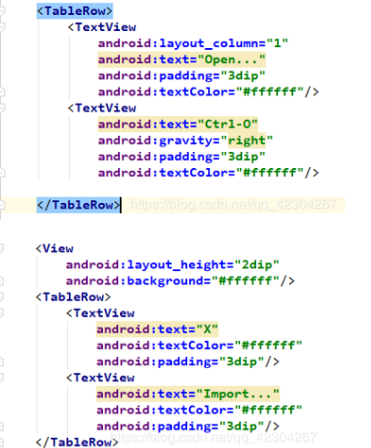 <TableRow>
<TextView
android:layout_column="1"
android:text="Open..."
android:padding="3dip"
android:textColor="#ffffff"/>
<TextView
android:text="Ctrl-O"
android:gravity="right"
android:padding="3dip"
android:textColor="#ffffff"/>
</TableRow> https://blog.csdn.net/qq_42304267
<View
android:layout_height="2dip"
android:background="#ffffff"/>
<TableRow>
<TextView
android:text="X"
android:textColor="#ffffff"
android:padding="3dip"/>
<TextView
android:text="Import..."
android:textColor="#ffffff"
android:padding="3dip"/>
</TableRow> https://blog.csdn.net/qq_42304267